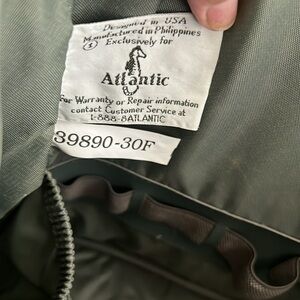 Designed in USA
Manufactured in Philippines
S Exclusively for
Atlantic
For Warranty or Repair information
contact Customer Service at
1-888-8ATLANTIC
39890-30F